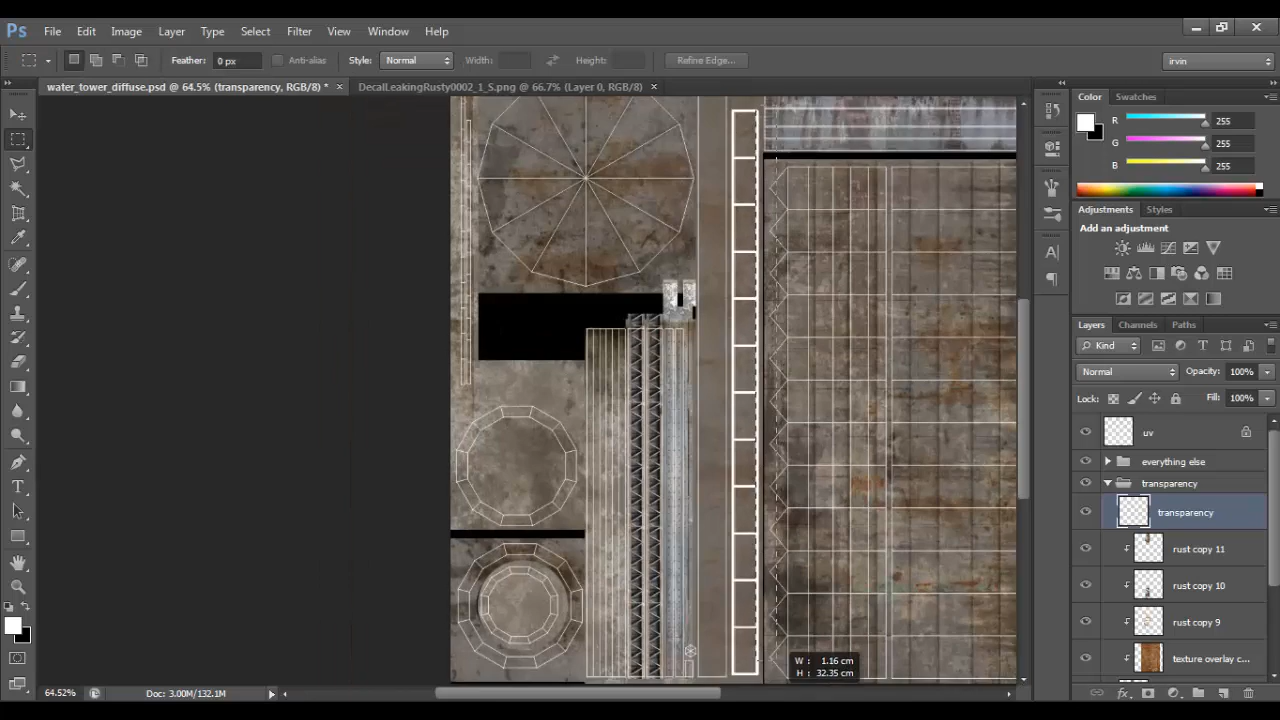 Ps File Edit Image Layer Type Select Filter View Window Help
Feather: 0 px Anti-alias Style: Normal Width: Height: Refine Edge... irvin
water_tower_diffuse.psd @ 64.5% (transparency, RGB/8) * × DecalLeakingRusty0002_1_S.png @ 66.7% (Layer 0, RGB/8) ×
Color Swatches
R 255
G 255
B 255
Adjustments Styles
Add an adjustment
Layers Channels Paths
Kind
Normal Opacity: 100%
Lock: Fill: 100%
uv
everything else
transparency
transparency
rust copy 11
rust copy 10
rust copy 9
texture overlay c...
W : 1.16 cm
H : 32.35 cm
64.52% Doc: 3.00M/132.1M